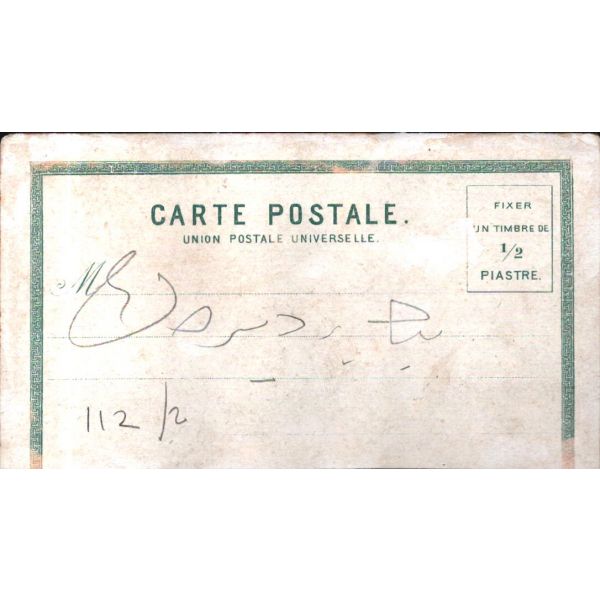 CARTE POSTALE.
UNION POSTALE UNIVERSELLE.
FIXER
UN TIMBRE DE
1/2
PIASTRE.
M
112/2